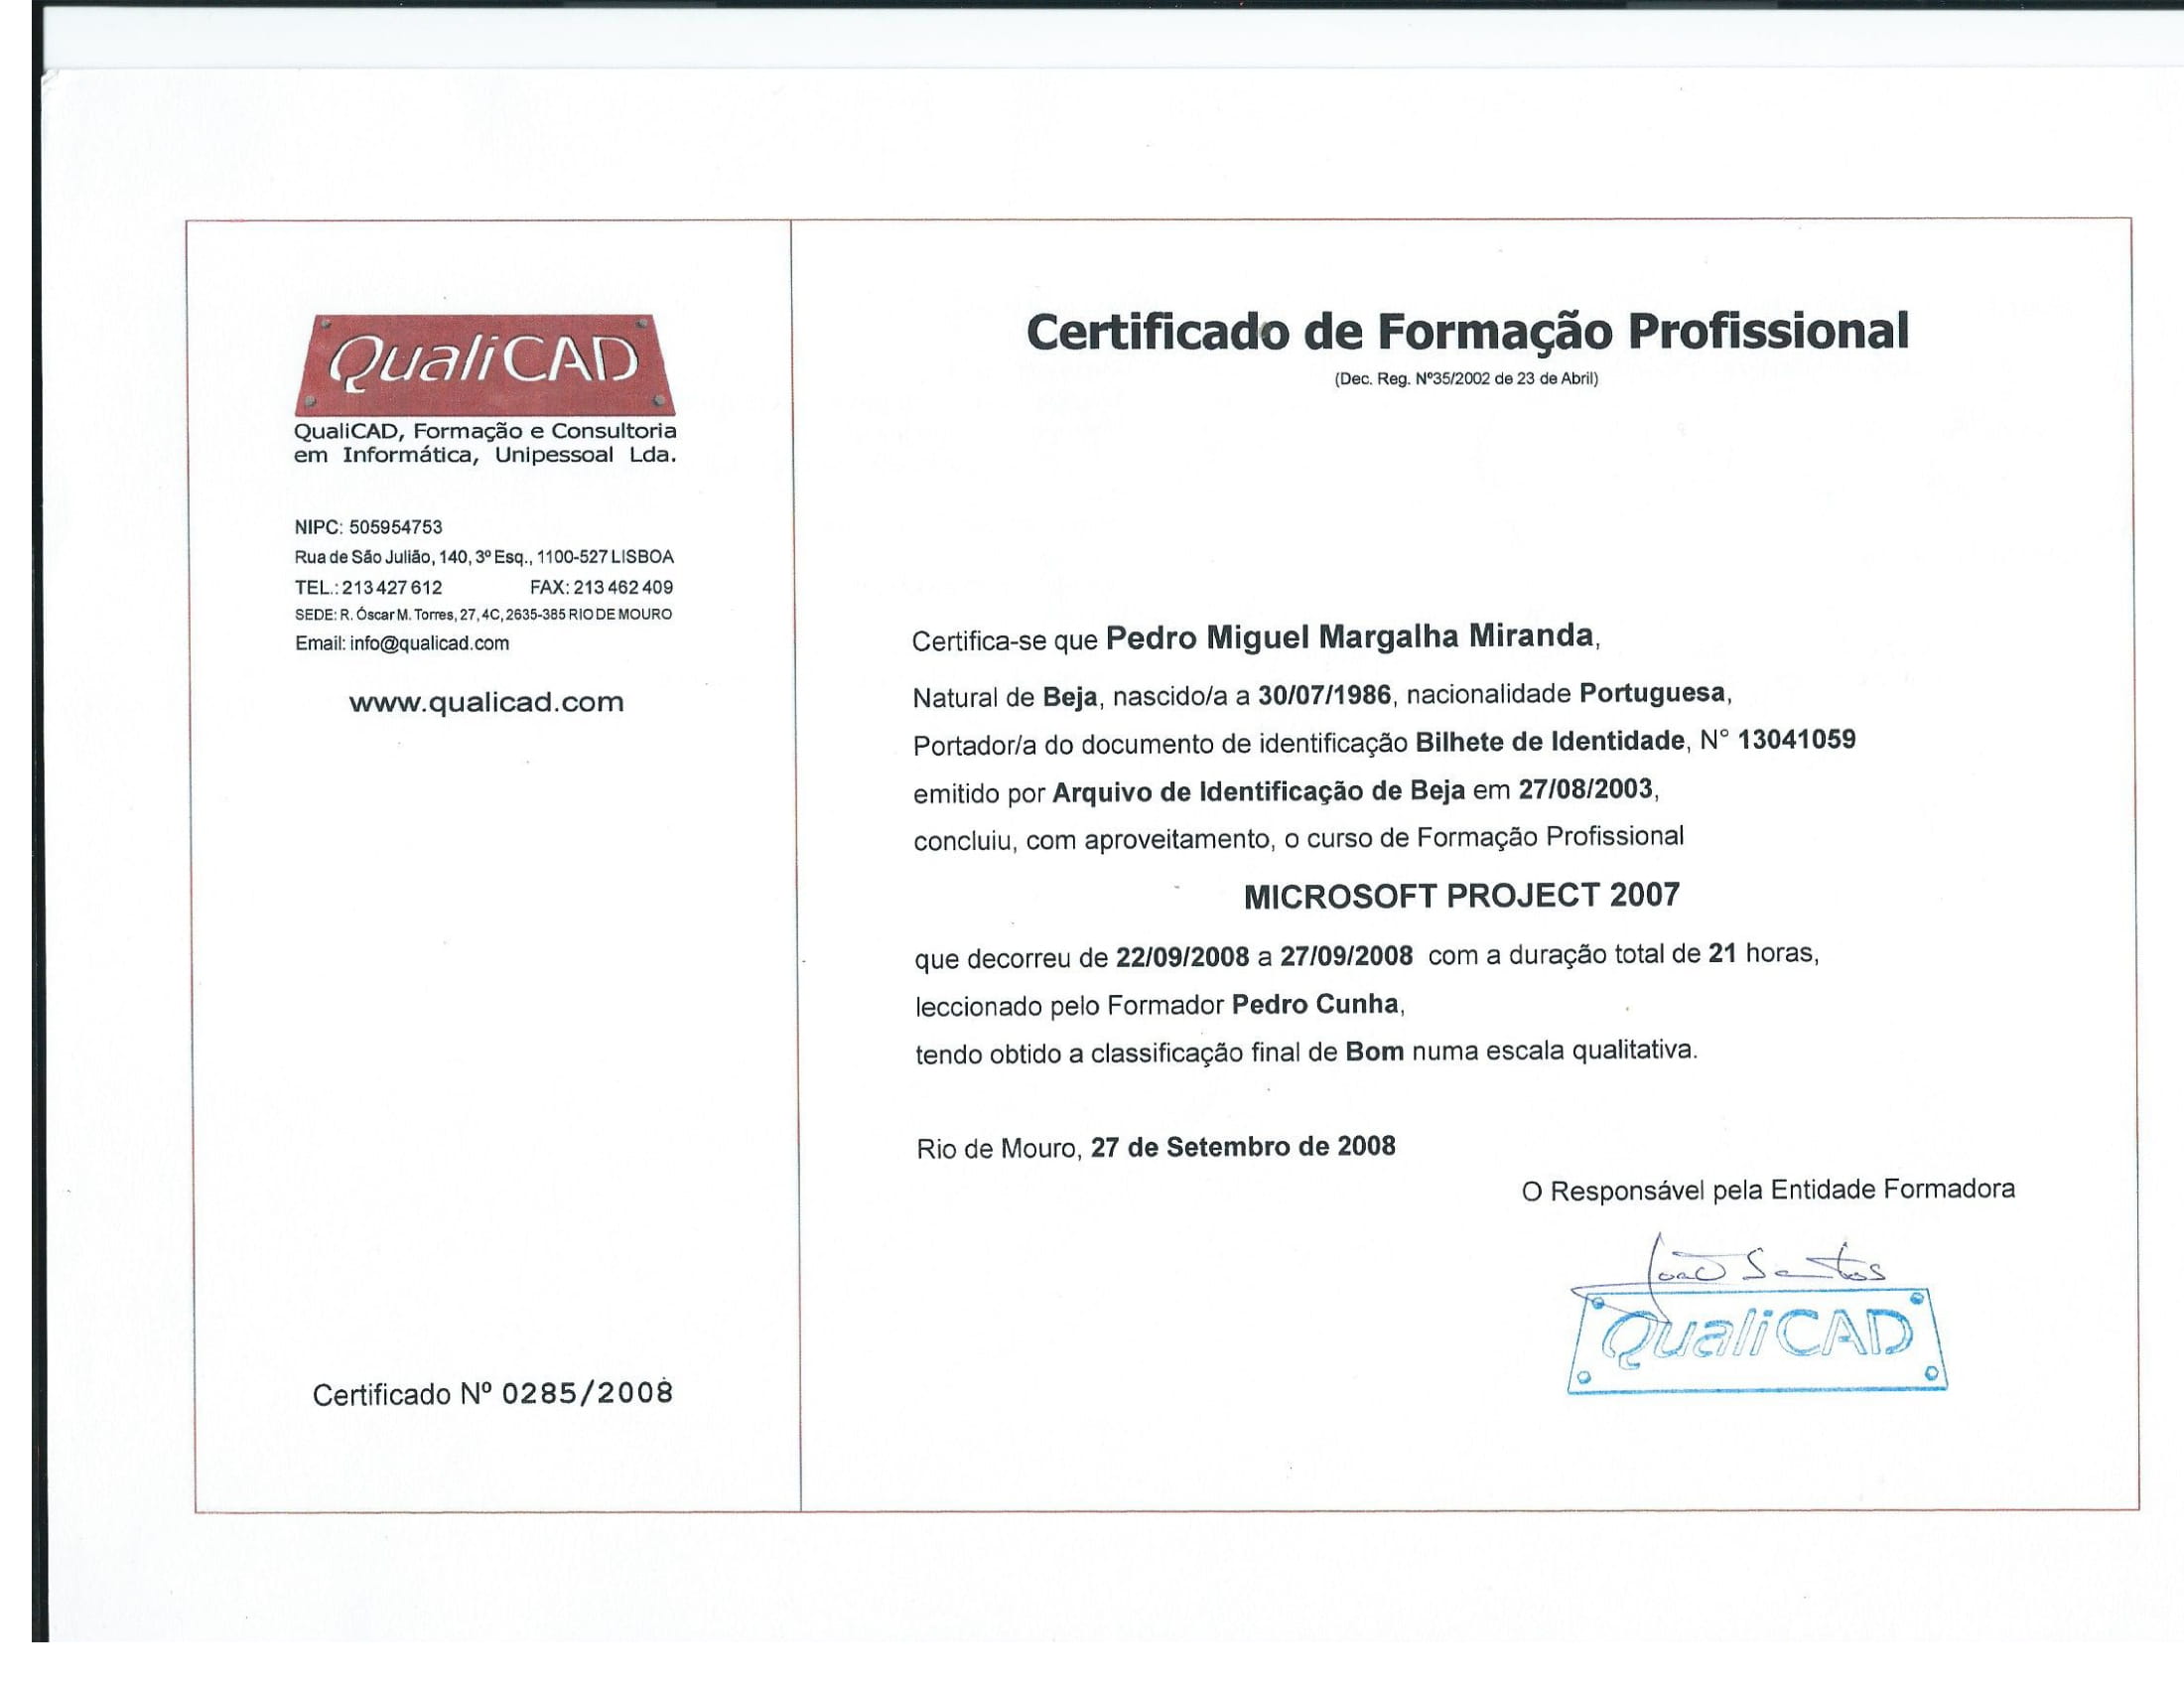 QualiCAD
QualiCAD, Formação e Consultoria
em Informática, Unipessoal Lda.
NIPC: 505954753
Rua de São Julião, 140, 3º Esq., 1100-527 LISBOA
TEL.: 213 427 612 FAX: 213 462 409
SEDE: R. Óscar M. Torres, 27, 4C, 2635-385 RIO DE MOURO
Email: info@qualicad.com
www.qualicad.com
Certificado Nº 0285/2008
Certificado de Formação Profissional
(Dec. Reg. Nº35/2002 de 23 de Abril)
Certifica-se que Pedro Miguel Margalha Miranda,
Natural de Beja, nascido/a a 30/07/1986, nacionalidade Portuguesa,
Portador/a do documento de identificação Bilhete de Identidade, N° 13041059
emitido por Arquivo de Identificação de Beja em 27/08/2003,
concluiu, com aproveitamento, o curso de Formação Profissional
MICROSOFT PROJECT 2007
que decorreu de 22/09/2008 a 27/09/2008 com a duração total de 21 horas,
leccionado pelo Formador Pedro Cunha,
tendo obtido a classificação final de Bom numa escala qualitativa.
Rio de Mouro, 27 de Setembro de 2008
O Responsável pela Entidade Formadora
João Santos
QualiCAD